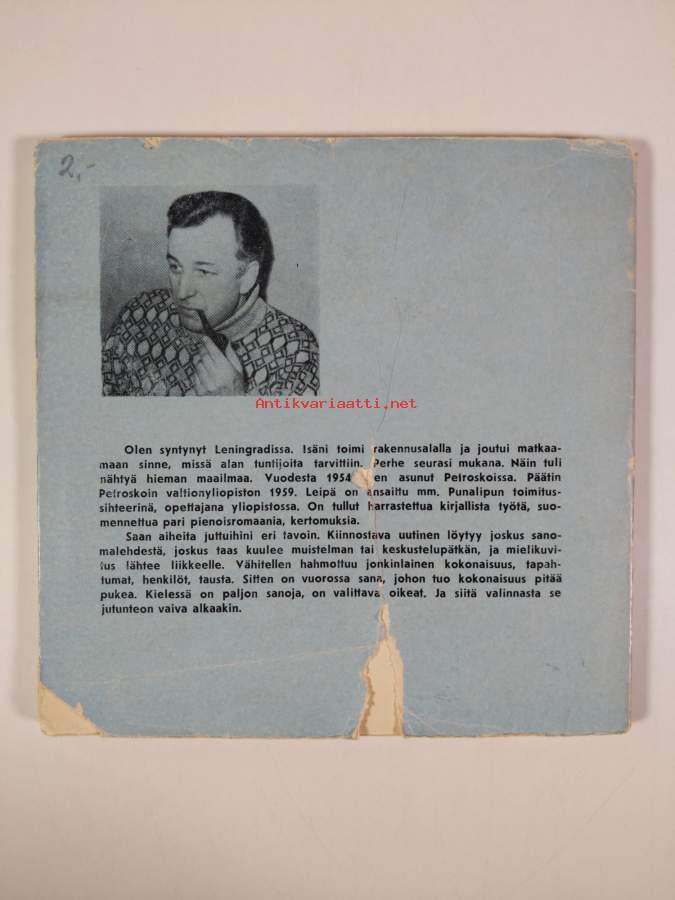 2,-
Antikvariaatti.net
Olen syntynyt Leningradissa. Isäni toimi rakennusalalla ja joutui matkaa-
maan sinne, missä alan tuntijoita tarvittiin. Perhe seurasi mukana. Näin tuli
nähtyä hieman maailmaa. Vuodesta 1954 en asunut Petroskoissa. Päätin
Petroskoin valtionyliopiston 1959. Leipä on ansaittu mm. Punalipun toimitus-
sihteerinä, opettajana yliopistossa. On tullut harrastettua kirjallista työtä, suo-
mennettua pari pienoisromaania, kertomuksia.
Saan aiheita juttuihini eri tavoin. Kiinnostava uutinen löytyy joskus sano-
malehdestä, joskus taas kuulee muistelman tai keskustelupätkän, ja mielikuvi-
tus lähtee liikkeelle. Vähitellen hahmottuu jonkinlainen kokonaisuus, tapah-
tumat, henkilöt, tausta. Sitten on vuorossa sana, johon tuo kokonaisuus pitää
pukea. Kielessä on paljon sanoja, on valittava oikeat. Ja siitä valinnasta se
jutunteon vaiva alkaakin.